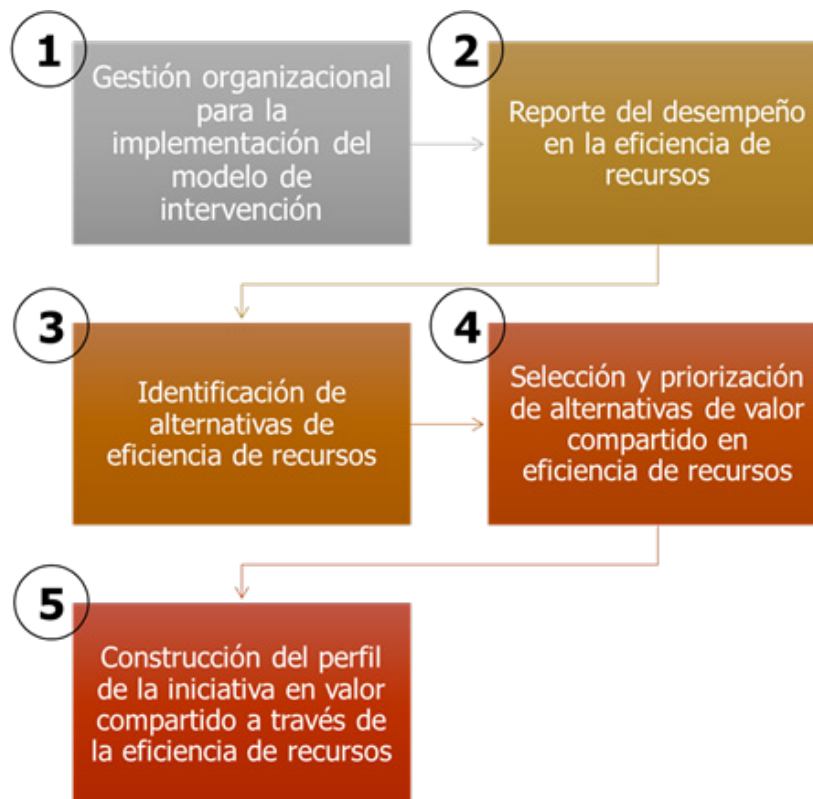 1
Gestión organizacional
para la
implementación del
modelo de
intervención
2
Reporte del desempeño
en la eficiencia de
recursos
3
Identificación de
alternativas de
eficiencia de recursos
4
Selección y priorización
de alternativas de valor
compartido en
eficiencia de recursos
5
Construcción del perfil
de la iniciativa en valor
compartido a través de
la eficiencia de recursos